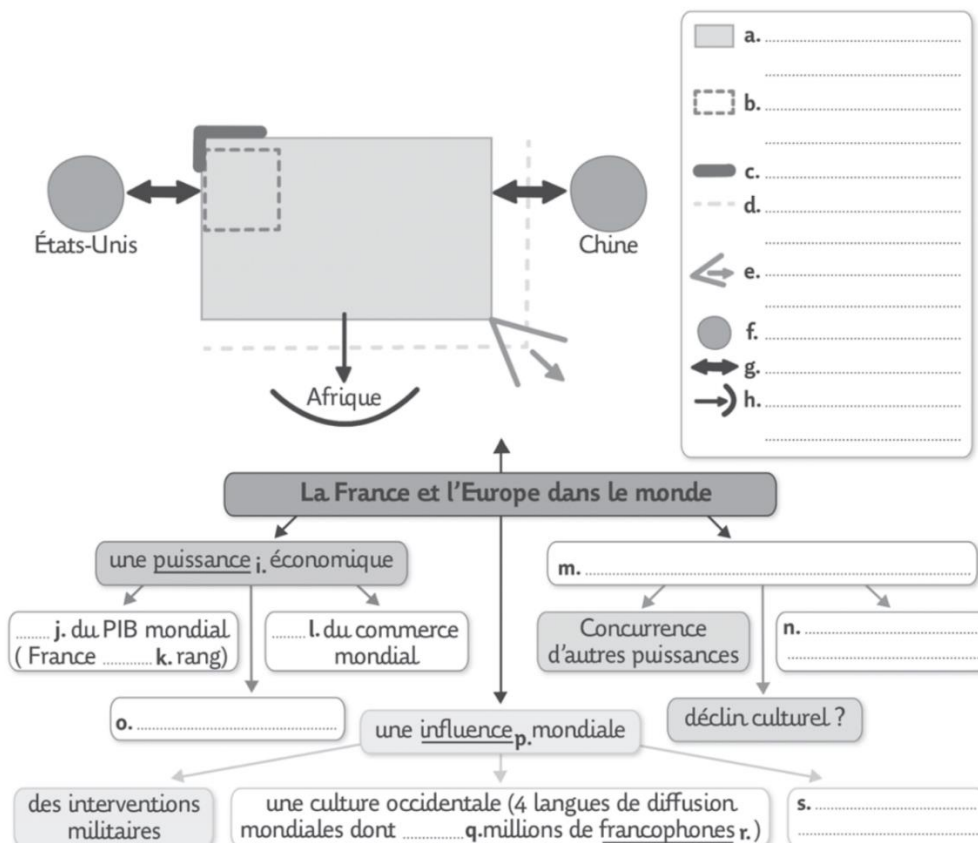 a. ..........
..........
b. ..........
..........
c. ..........
d. ..........
..........
e. ..........
..........
f. ..........
g. ..........
h. ..........
..........
États-Unis
Chine
Afrique
La France et l'Europe dans le monde
une puissance i. économique
m. ..........
...... j. du PIB mondial
( France .......... k. rang)
...... l. du commerce
mondial
Concurrence
d'autres puissances
n. ..........
..........
o. ..........
une influence p. mondiale
déclin culturel ?
des interventions
militaires
une culture occidentale (4 langues de diffusion
mondiales dont .......... q. millions de francophones r. )
s. ..........
..........